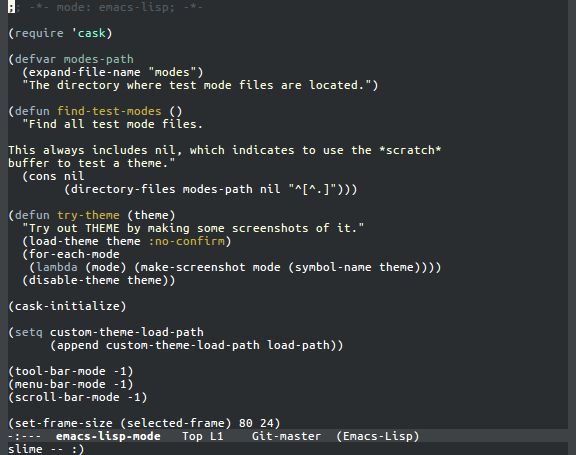 ;; -*- mode: emacs-lisp; -*-

(require 'cask)

(defvar modes-path
  (expand-file-name "modes")
  "The directory where test mode files are located.")

(defun find-test-modes ()
  "Find all test mode files.

This always includes nil, which indicates to use the *scratch*
buffer to test a theme."
  (cons nil
        (directory-files modes-path nil "^[^.]")))

(defun try-theme (theme)
  "Try out THEME by making some screenshots of it."
  (load-theme theme :no-confirm)
  (for-each-mode
   (lambda (mode) (make-screenshot mode (symbol-name theme))))
  (disable-theme theme))

(cask-initialize)

(setq custom-theme-load-path
      (append custom-theme-load-path load-path))

(tool-bar-mode -1)
(menu-bar-mode -1)
(scroll-bar-mode -1)

(set-frame-size (selected-frame) 80 24)
-:---  emacs-lisp-mode   Top L1    Git-master  (Emacs-Lisp)
slime -- :)